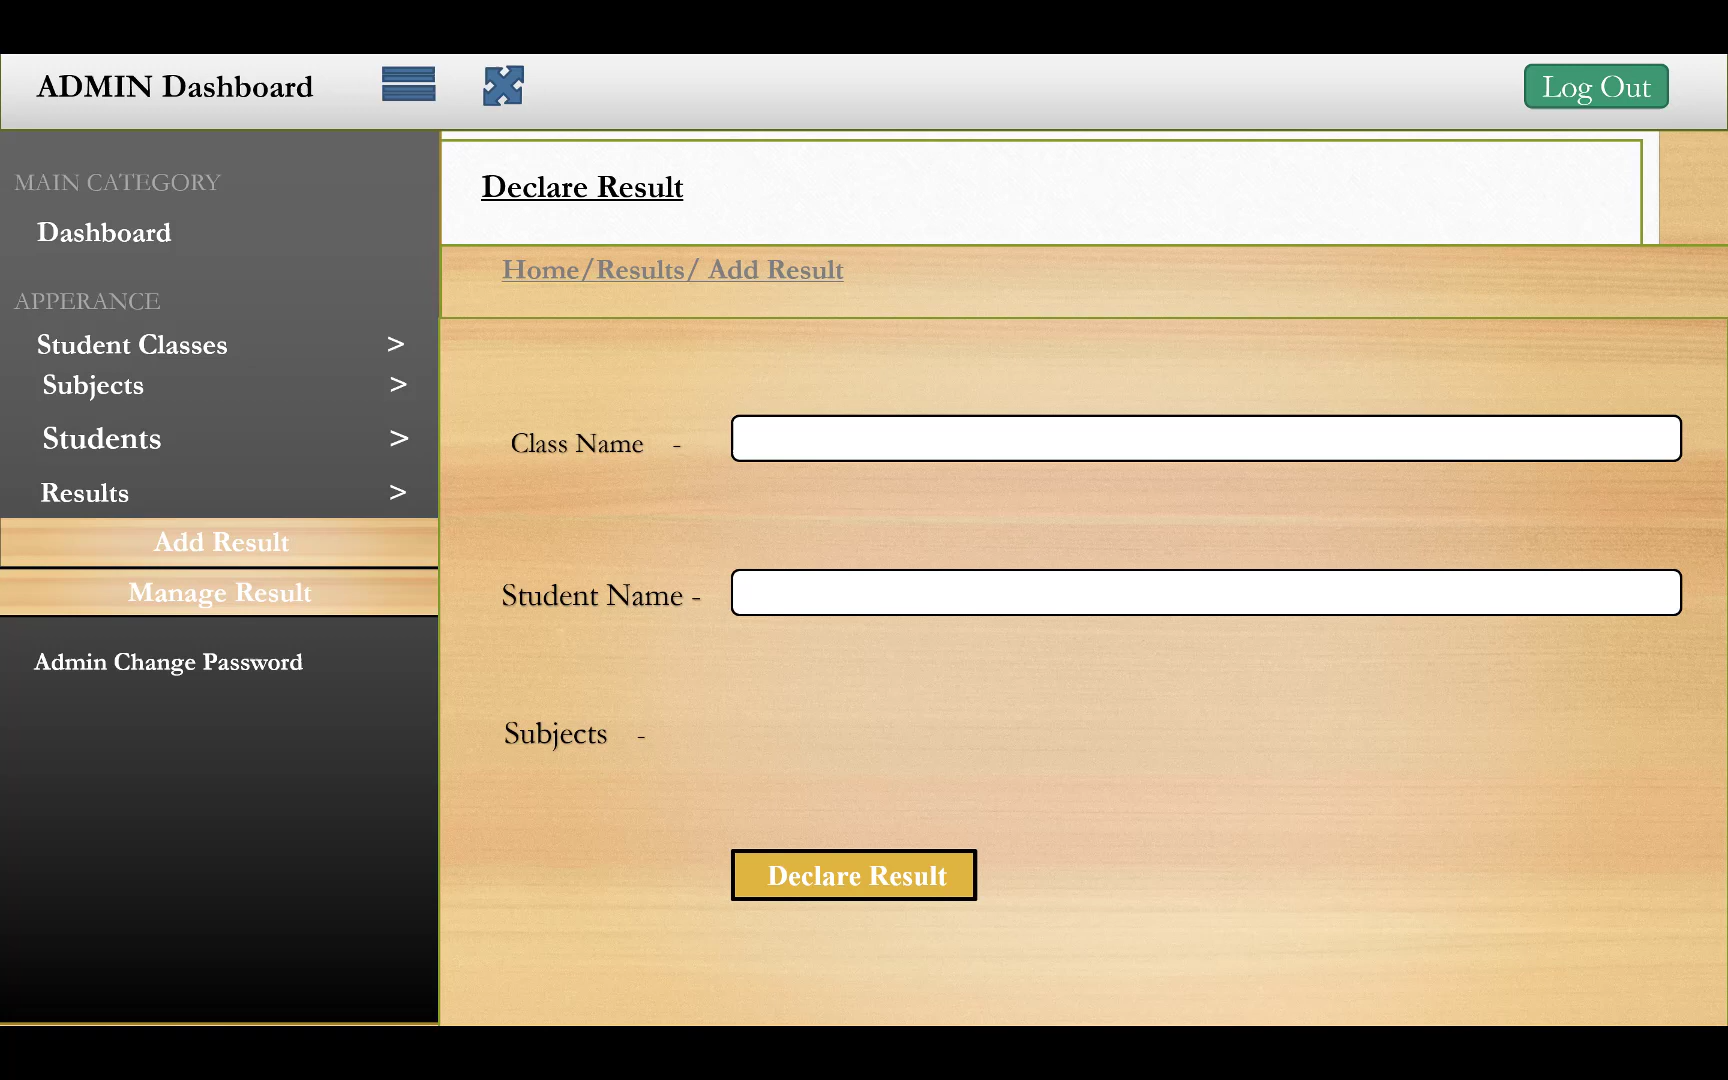 ADMIN Dashboard
Log Out
MAIN CATEGORY
Dashboard
APPERANCE
Student Classes >
Subjects >
Students >
Results >
Add Result
Manage Result
Admin Change Password
Declare Result
Home/Results/ Add Result
Class Name -
Student Name -
Subjects -
Declare Result